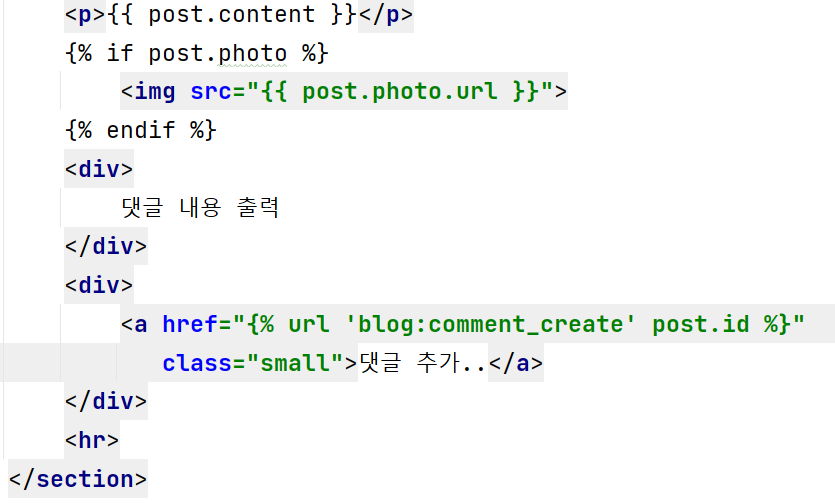 <p>{{ post.content }}</p>
{% if post.photo %}
<img src="{{ post.photo.url }}">
{% endif %}
<div>
댓글 내용 출력
</div>
<div>
<a href="{% url 'blog:comment_create' post.id %}"
class="small">댓글 추가..</a>
</div>
<hr>
</section>